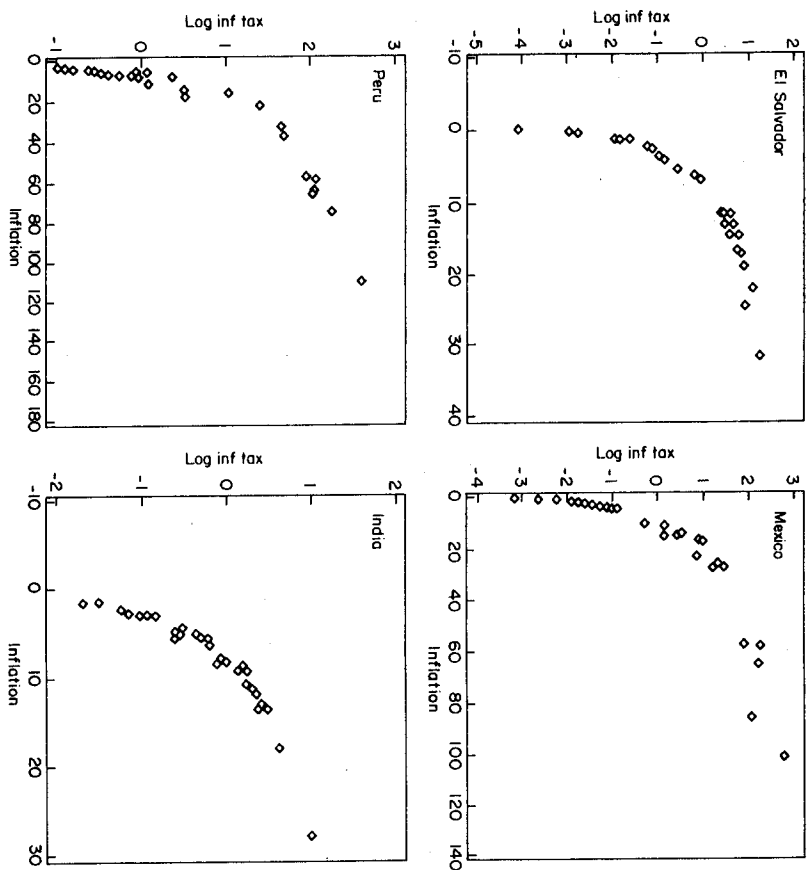 El Salvador
Log inf tax
1
0
-1
-2
-3
-4
-5
-10 0 10 20 30 40
Inflation
Mexico
Log inf tax
3
2
1
0
-1
-2
-3
-4
0 20 40 60 80 100 120 140
Inflation
Peru
Log inf tax
3
2
1
0
-1
0 20 40 60 80 100 120 140 160 180
Inflation
India
Log inf tax
2
1
0
-1
-2
-10 0 10 20 30
Inflation